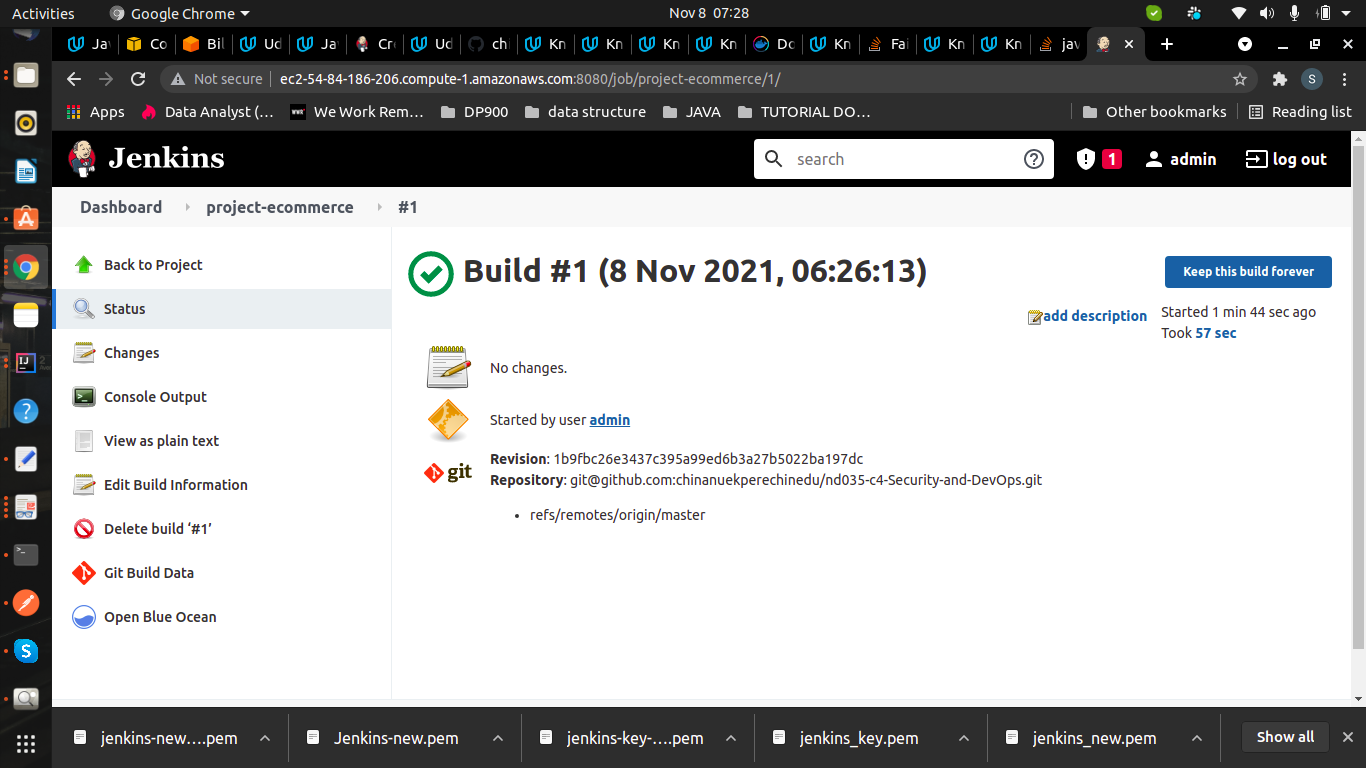 Activities Google Chrome Nov 8 07:28
Jav Co Bil Ud Jav Cre Ud chi Kn Kn Kn Kn Do Kn Fai Kn Kn jav
Not secure ec2-54-84-186-206.compute-1.amazonaws.com:8080/job/project-ecommerce/1/ S
Apps Data Analyst (… We Work Rem… DP900 data structure JAVA TUTORIAL DO… Other bookmarks Reading list
Jenkins search 1 admin log out
Dashboard project-ecommerce #1
Back to Project
Status
Changes
Console Output
View as plain text
Edit Build Information
Delete build ‘#1’
Git Build Data
Open Blue Ocean
Build #1 (8 Nov 2021, 06:26:13)
Keep this build forever
add description
Started 1 min 44 sec ago
Took 57 sec
No changes.
Started by user admin
git
Revision: 1b9fbc26e3437c395a99ed6b3a27b5022ba197dc
Repository: git@github.com:chinanuekperechinedu/nd035-c4-Security-and-DevOps.git
refs/remotes/origin/master
jenkins-new….pem Jenkins-new.pem jenkins-key-….pem jenkins_key.pem jenkins_new.pem Show all